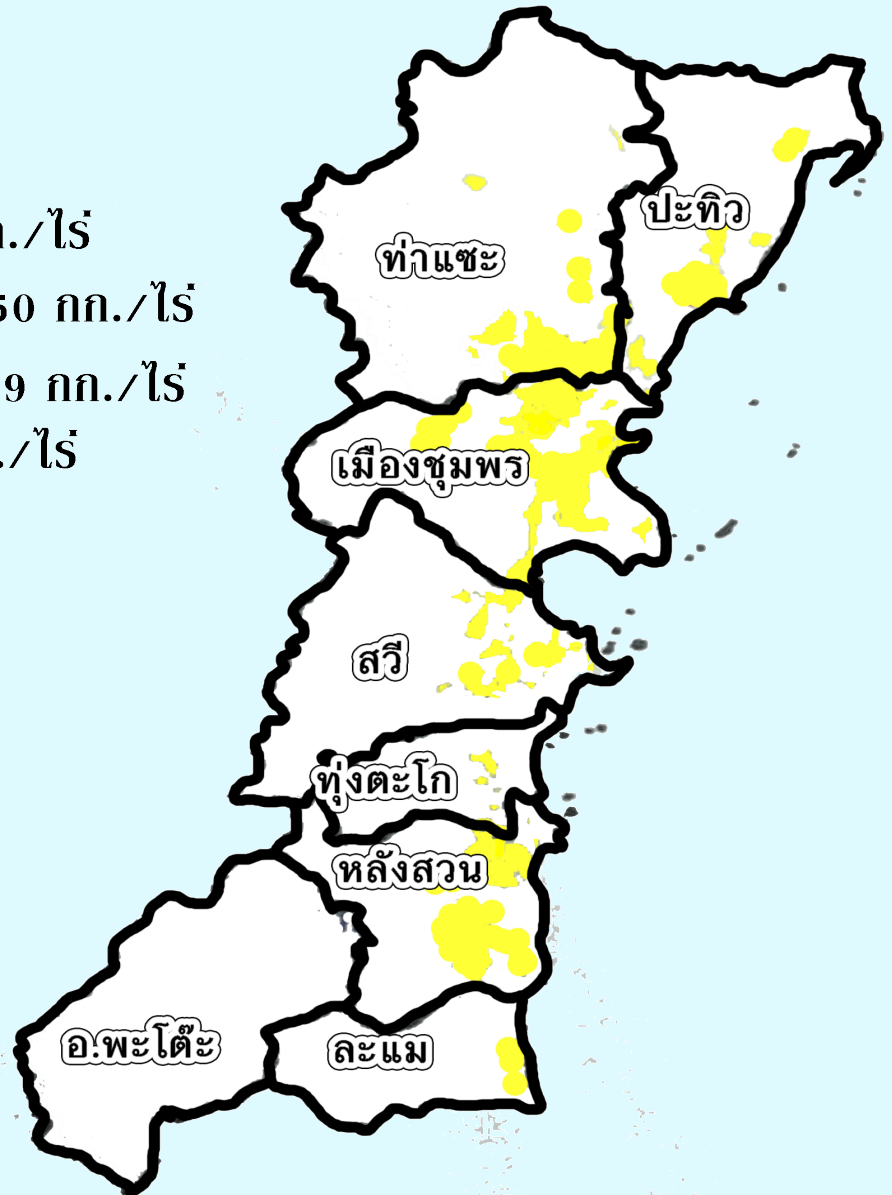 ./ไร่
50 กก./ไร่
9 กก./ไร่
./ไร่
ปะทิว
ท่าแซะ
เมืองชุมพร
สวี
ทุ่งตะโก
หลังสวน
อ.พะโต๊ะ
ละแม